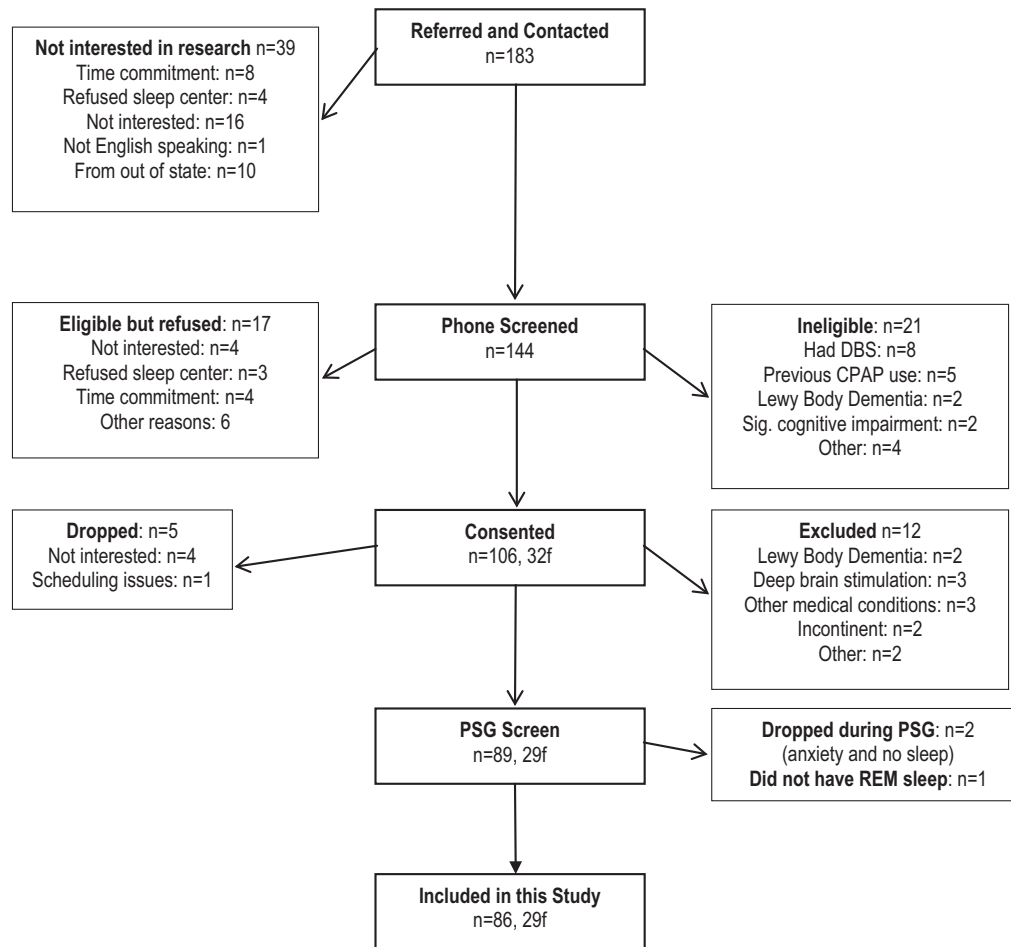 Referred and Contacted
n=183
Not interested in research n=39
Time commitment: n=8
Refused sleep center: n=4
Not interested: n=16
Not English speaking: n=1
From out of state: n=10
Phone Screened
n=144
Eligible but refused: n=17
Not interested: n=4
Refused sleep center: n=3
Time commitment: n=4
Other reasons: 6
Ineligible: n=21
Had DBS: n=8
Previous CPAP use: n=5
Lewy Body Dementia: n=2
Sig. cognitive impairment: n=2
Other: n=4
Consented
n=106, 32f
Dropped: n=5
Not interested: n=4
Scheduling issues: n=1
Excluded n=12
Lewy Body Dementia: n=2
Deep brain stimulation: n=3
Other medical conditions: n=3
Incontinent: n=2
Other: n=2
PSG Screen
n=89, 29f
Dropped during PSG: n=2
(anxiety and no sleep)
Did not have REM sleep: n=1
Included in this Study
n=86, 29f